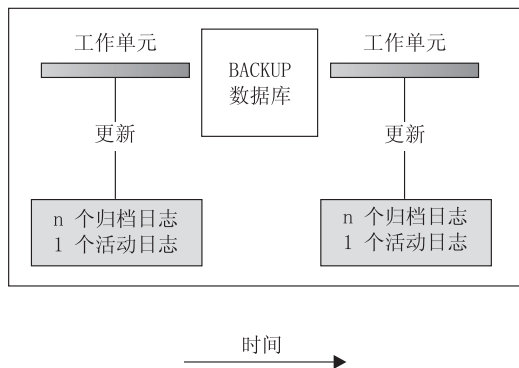 工作单元
BACKUP
数据库
工作单元
更新
更新
n 个归档日志
1 个活动日志
n 个归档日志
1 个活动日志
时间